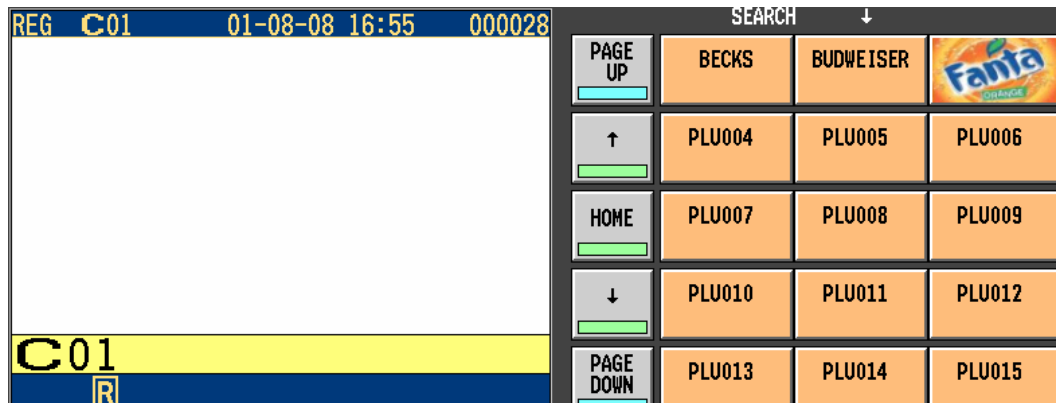 REG C01 01-08-08 16:55 000028
SEARCH ↓
PAGE UP BECKS BUDWEISER Fanta ORANGE
↑ PLU004 PLU005 PLU006
HOME PLU007 PLU008 PLU009
↓ PLU010 PLU011 PLU012
PAGE DOWN PLU013 PLU014 PLU015
C01
R